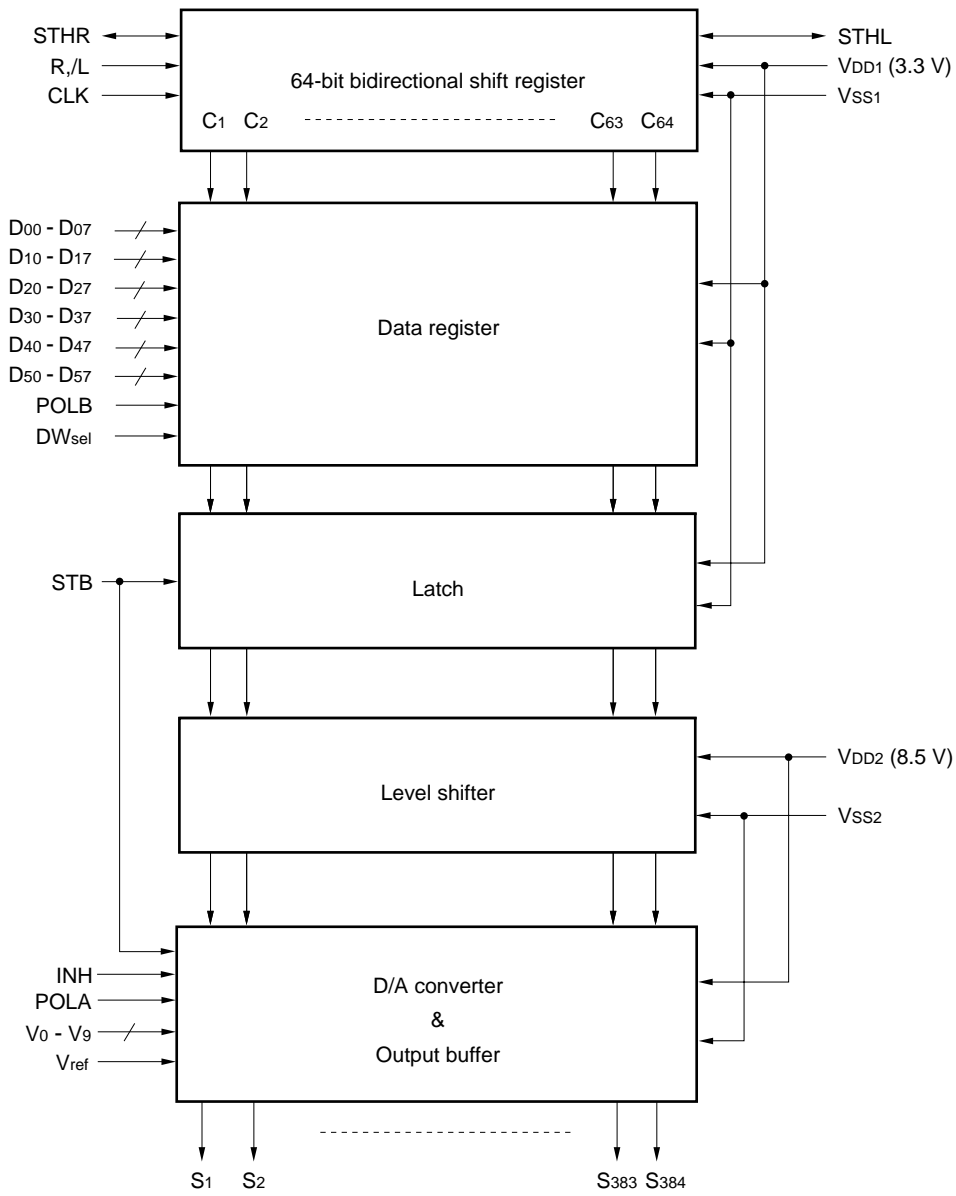 STHR
STHL
R,/L
VDD1 (3.3 V)
64-bit bidirectional shift register
CLK
VSS1
C1 C2 C63 C64
D00 - D07
D10 - D17
D20 - D27
D30 - D37
Data register
D40 - D47
D50 - D57
POLB
DWsel
STB
Latch
VDD2 (8.5 V)
Level shifter
VSS2
INH
D/A converter
POLA
&
V0 - V9
Output buffer
Vref
S1 S2 S383 S384